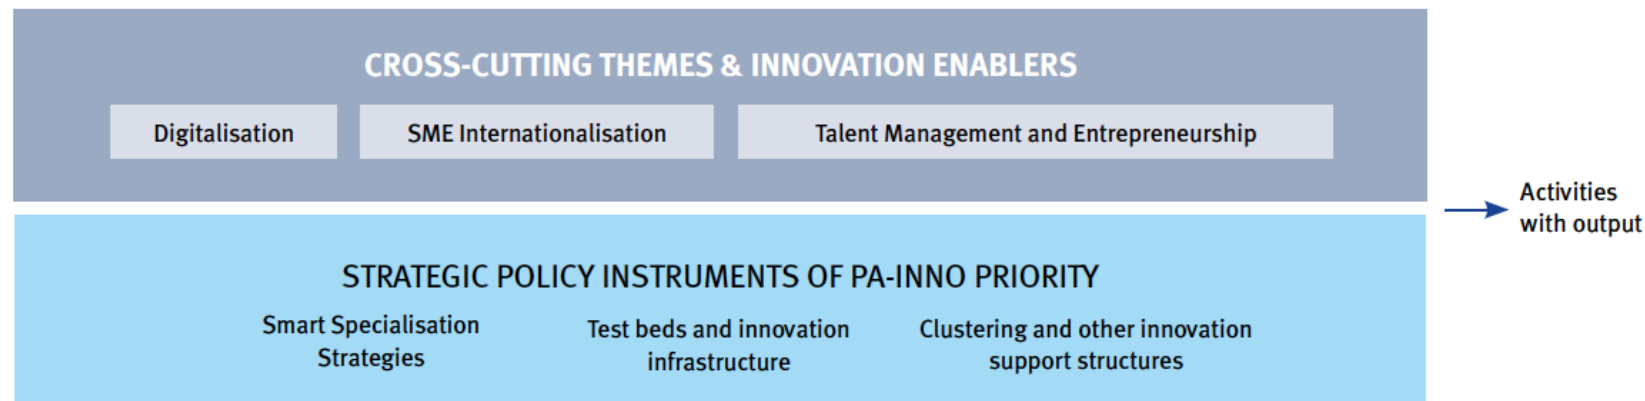 CROSS-CUTTING THEMES & INNOVATION ENABLERS
Digitalisation
SME Internationalisation
Talent Management and Entrepreneurship
Activities
with output
STRATEGIC POLICY INSTRUMENTS OF PA-INNO PRIORITY
Smart Specialisation
Strategies
Test beds and innovation
infrastructure
Clustering and other innovation
support structures